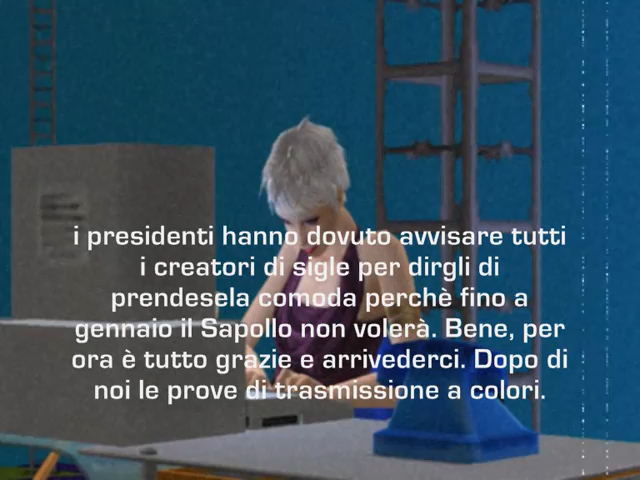 i presidenti hanno dovuto avvisare tutti
i creatori di sigle per dirgli di
prendesela comoda perchè fino a
gennaio il Sapollo non volerà. Bene, per
ora è tutto grazie e arrivederci. Dopo di
noi le prove di trasmissione a colori.